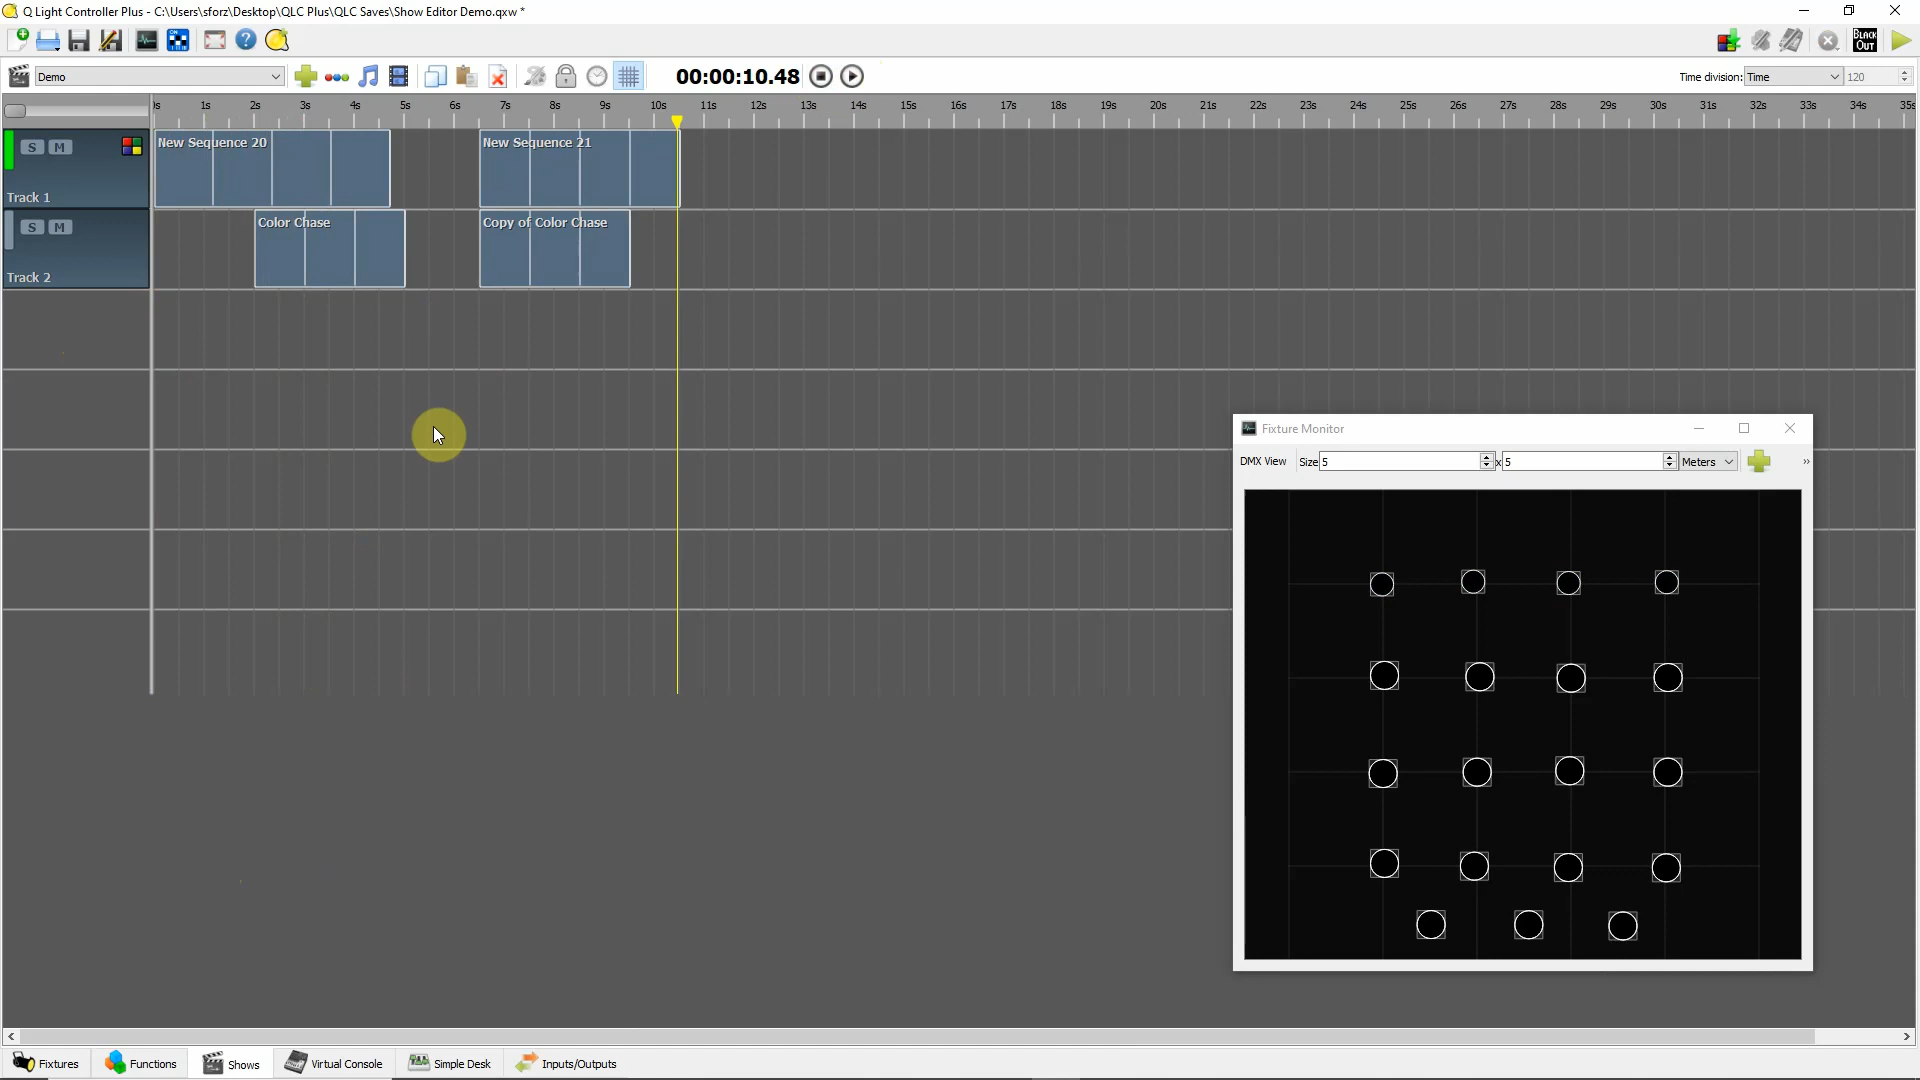 Q Light Controller Plus - C:\Users\sforz\Desktop\QLC Plus\QLC Saves\Show Editor Demo.qxw *
BLACK OUT
Demo
00:00:10.48
Time division: Time 120
0s 1s 2s 3s 4s 5s 6s 7s 8s 9s 10s 11s 12s 13s 14s 15s 16s 17s 18s 19s 20s 21s 22s 23s 24s 25s 26s 27s 28s 29s 30s 31s 32s 33s 34s 35s
S M
New Sequence 20
New Sequence 21
Track 1
S M
Color Chase
Copy of Color Chase
Track 2
Fixture Monitor
DMX View Size 5 x 5 Meters »
Fixtures Functions Shows Virtual Console Simple Desk Inputs/Outputs